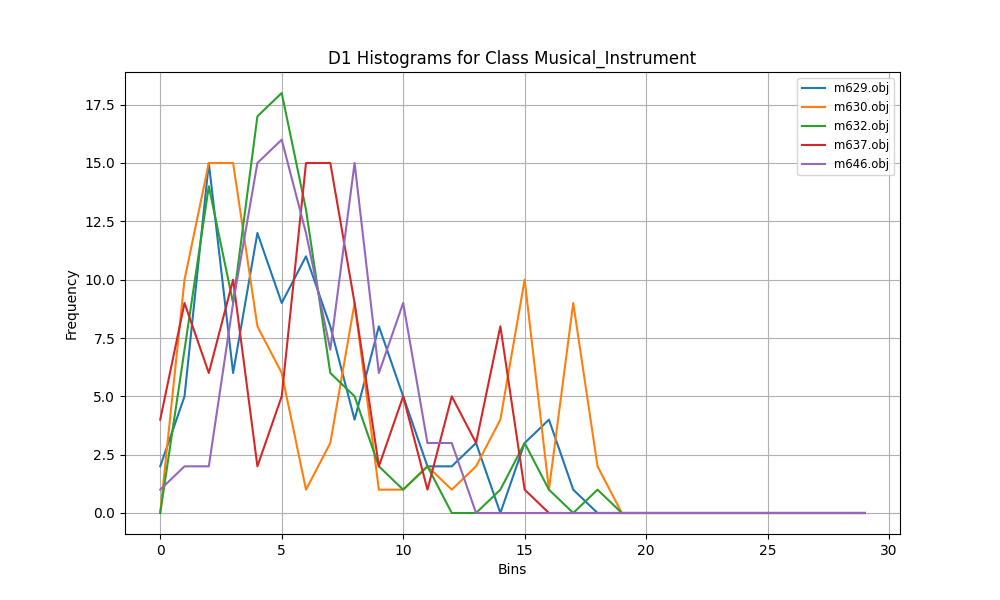 D1 Histograms for Class Musical_Instrument
m629.obj
m630.obj
m632.obj
m637.obj
m646.obj
Frequency
17.5
15.0
12.5
10.0
7.5
5.0
2.5
0.0
0 5 10 15 20 25 30
Bins